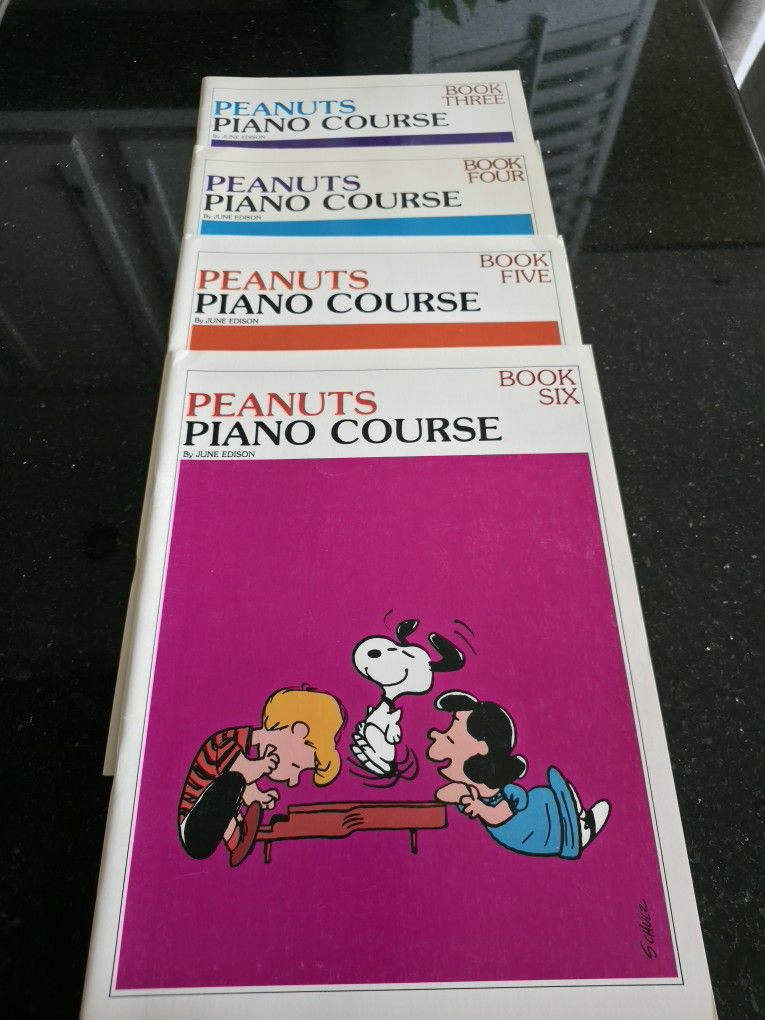 BOOK
THREE
PEANUTS
PIANO COURSE
By JUNE EDISON
BOOK
FOUR
PEANUTS
PIANO COURSE
By JUNE EDISON
BOOK
FIVE
PEANUTS
PIANO COURSE
By JUNE EDISON
BOOK
SIX
PEANUTS
PIANO COURSE
By JUNE EDISON
SCHULZ